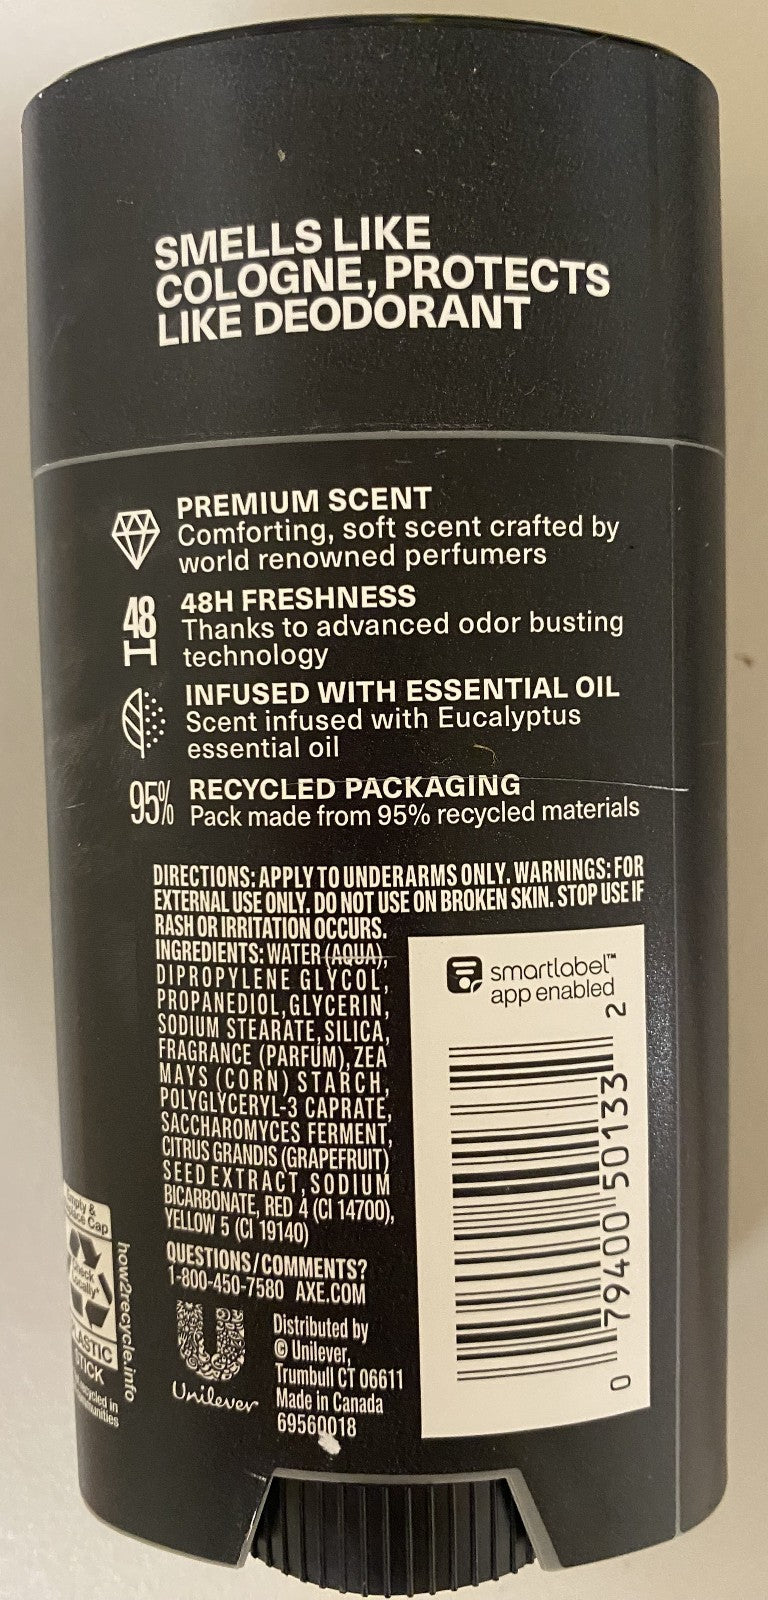 SMELLS LIKE
COLOGNE, PROTECTS
LIKE DEODORANT
PREMIUM SCENT
Comforting, soft scent crafted by
world renowned perfumers
48H
48H FRESHNESS
Thanks to advanced odor busting
technology
INFUSED WITH ESSENTIAL OIL
Scent infused with Eucalyptus
essential oil
95%
RECYCLED PACKAGING
Pack made from 95% recycled materials
DIRECTIONS: APPLY TO UNDERARMS ONLY. WARNINGS: FOR
EXTERNAL USE ONLY. DO NOT USE ON BROKEN SKIN. STOP USE IF
RASH OR IRRITATION OCCURS.
INGREDIENTS: WATER (AQUA),
DIPROPYLENE GLYCOL,
PROPANEDIOL, GLYCERIN,
SODIUM STEARATE, SILICA,
FRAGRANCE (PARFUM), ZEA
MAYS (CORN) STARCH,
POLYGLYCERYL-3 CAPRATE,
SACCHAROMYCES FERMENT,
CITRUS GRANDIS (GRAPEFRUIT)
SEED EXTRACT, SODIUM
BICARBONATE, RED 4 (CI 14700),
YELLOW 5 (CI 19140)
QUESTIONS/COMMENTS?
1-800-450-7580 AXE.COM
Unilever
Distributed by
© Unilever,
Trumbull CT 06611
Made in Canada
69560018
smartlabel™
app enabled
0 79400 50133 2
&
Cap
Locally*
how2recycle.info